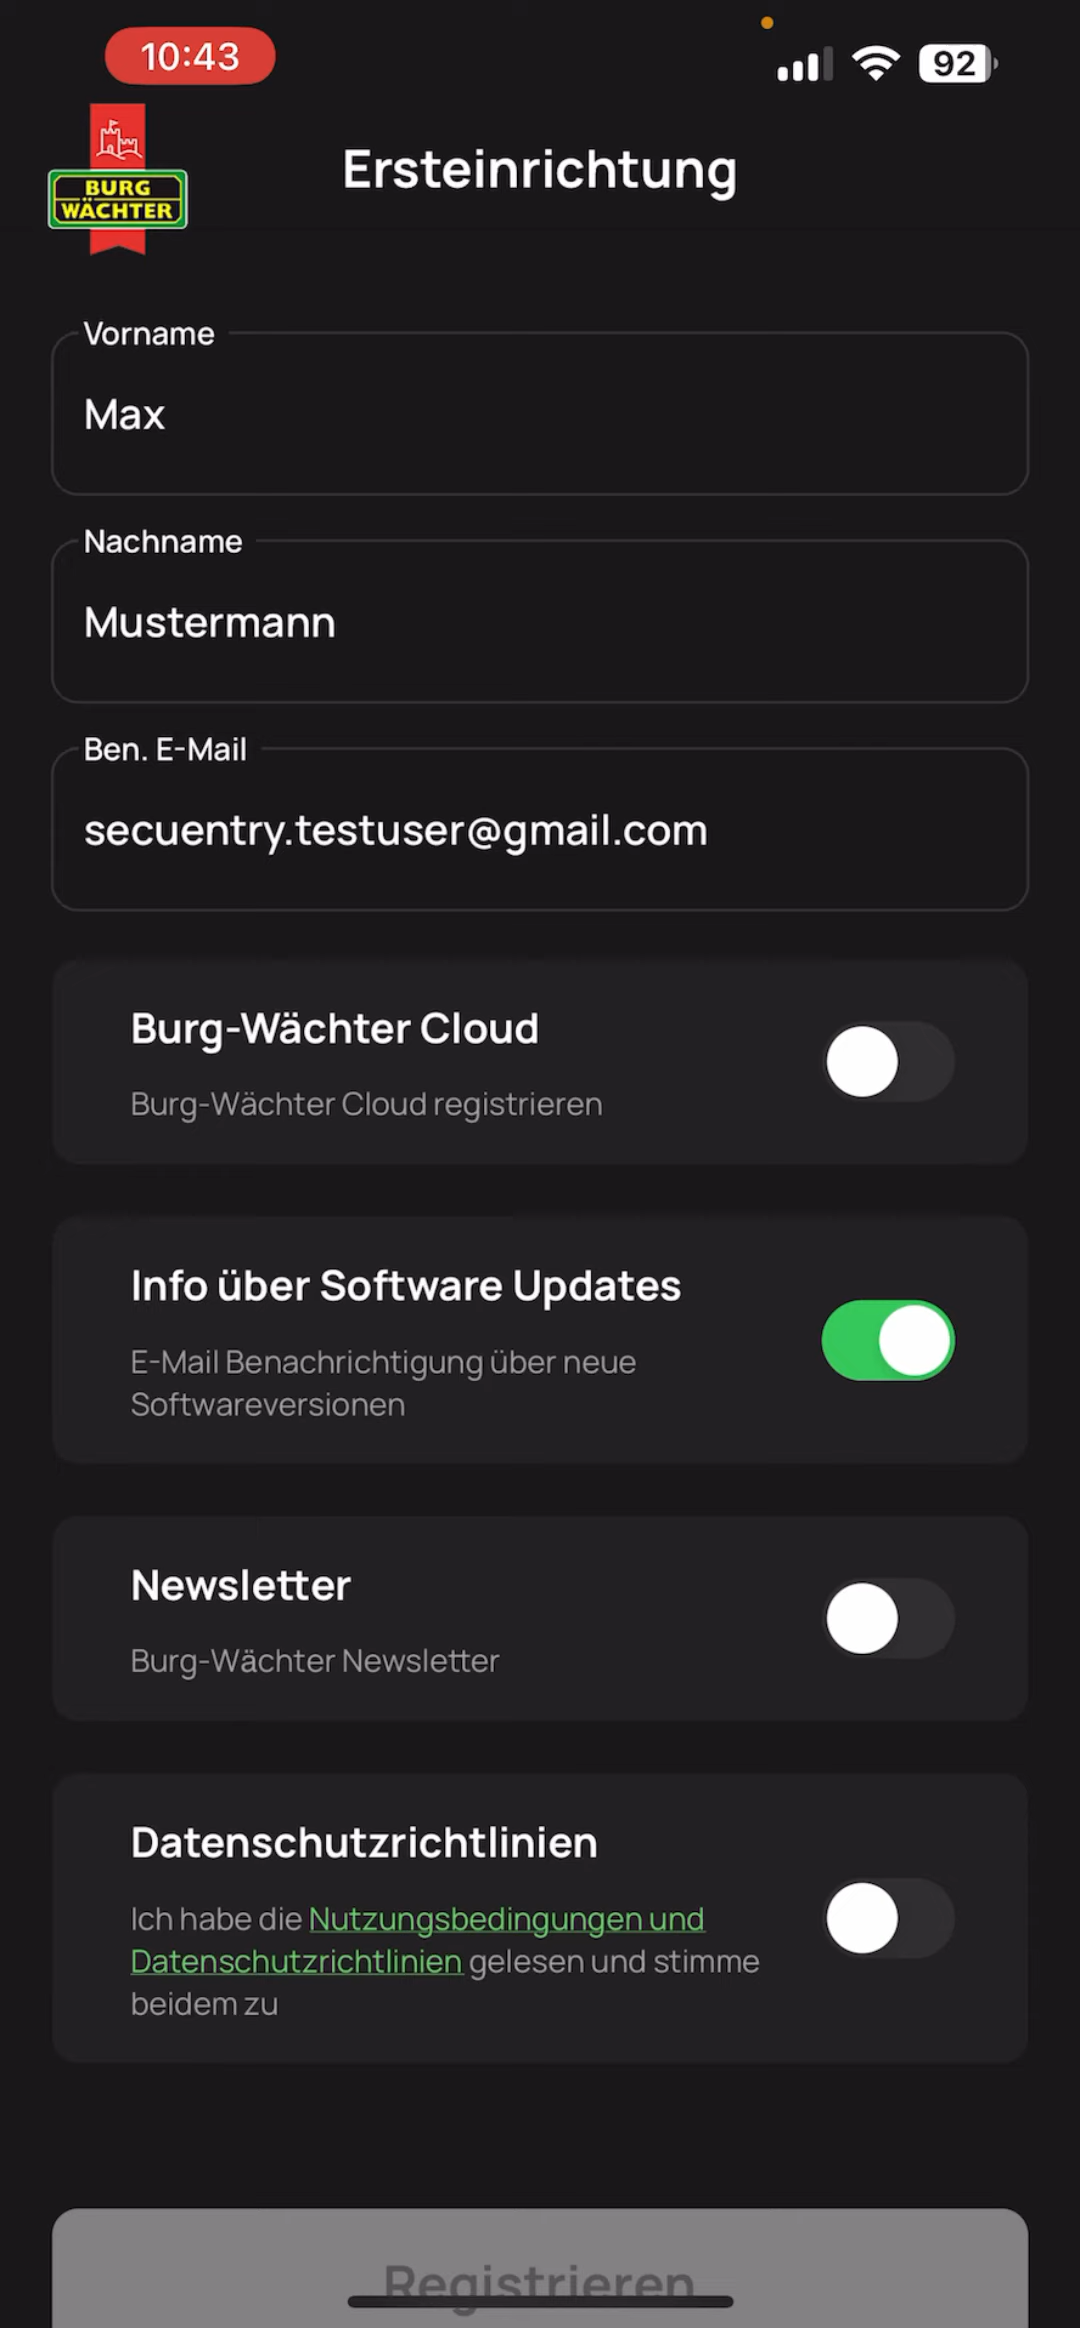 10:43
92
BURG
WÄCHTER
Ersteinrichtung
Vorname
Max
Nachname
Mustermann
Ben. E-Mail
secuentry.testuser@gmail.com
Burg-Wächter Cloud
Burg-Wächter Cloud registrieren
Info über Software Updates
E-Mail Benachrichtigung über neue
Softwareversionen
Newsletter
Burg-Wächter Newsletter
Datenschutzrichtlinien
Ich habe die Nutzungsbedingungen und
Datenschutzrichtlinien gelesen und stimme
beidem zu
Registrieren